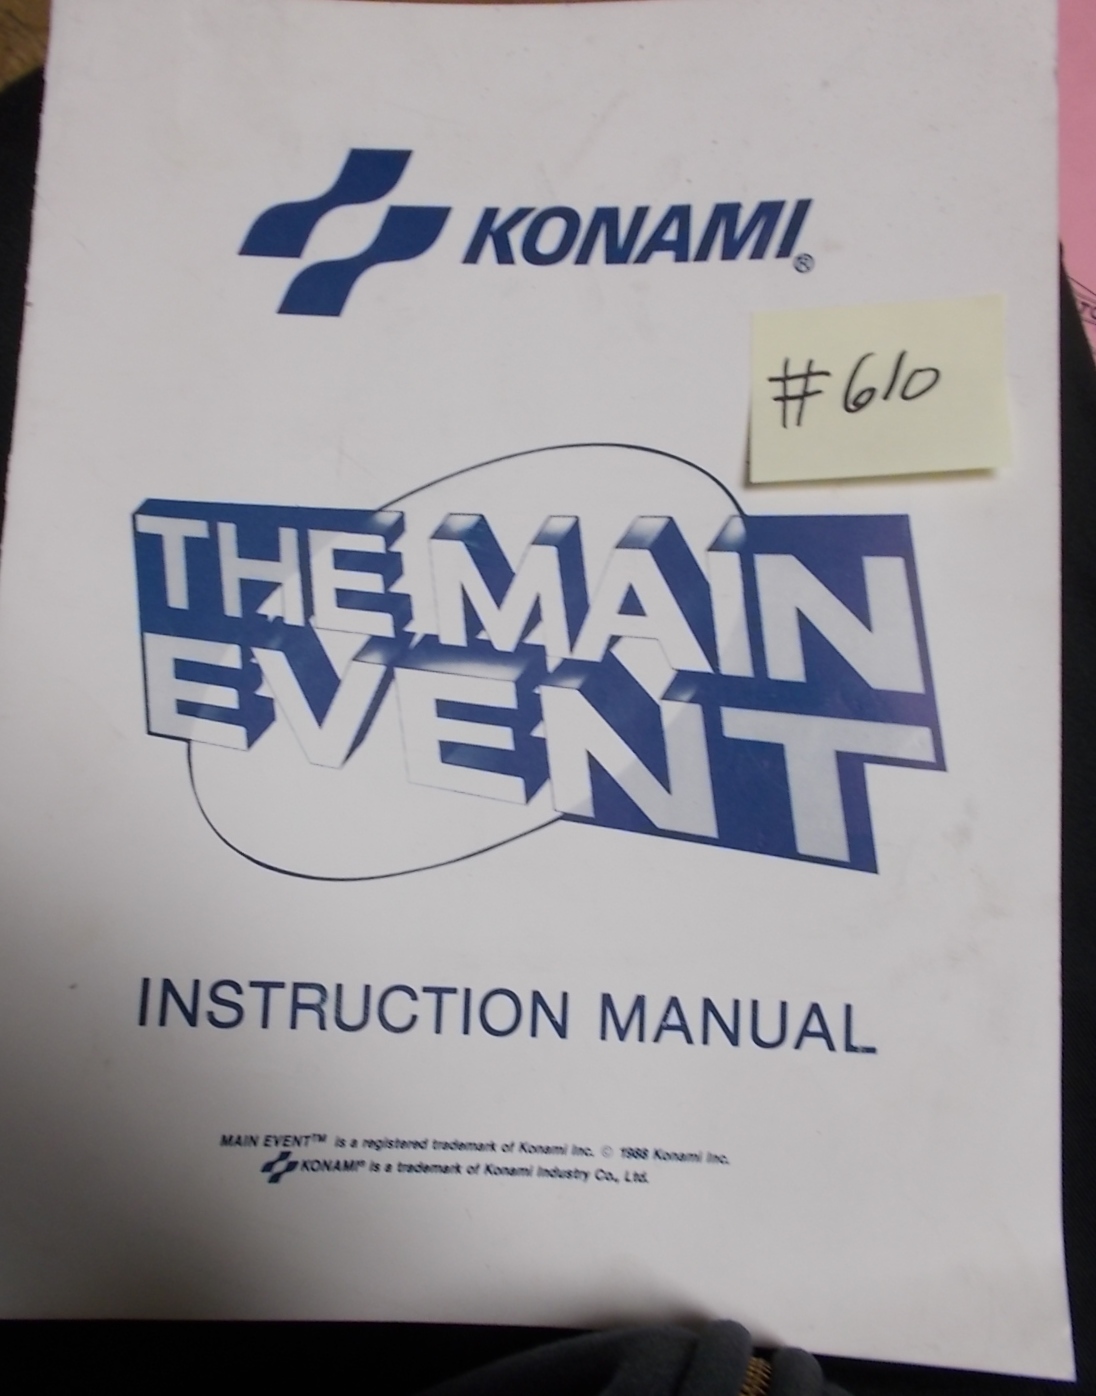 KONAMI®
#610
THE MAIN
EVENT
INSTRUCTION MANUAL
MAIN EVENT™ is a registered trademark of Konami Inc. © 1988 Konami Inc.
KONAMI® is a trademark of Konami Industry Co., Ltd.